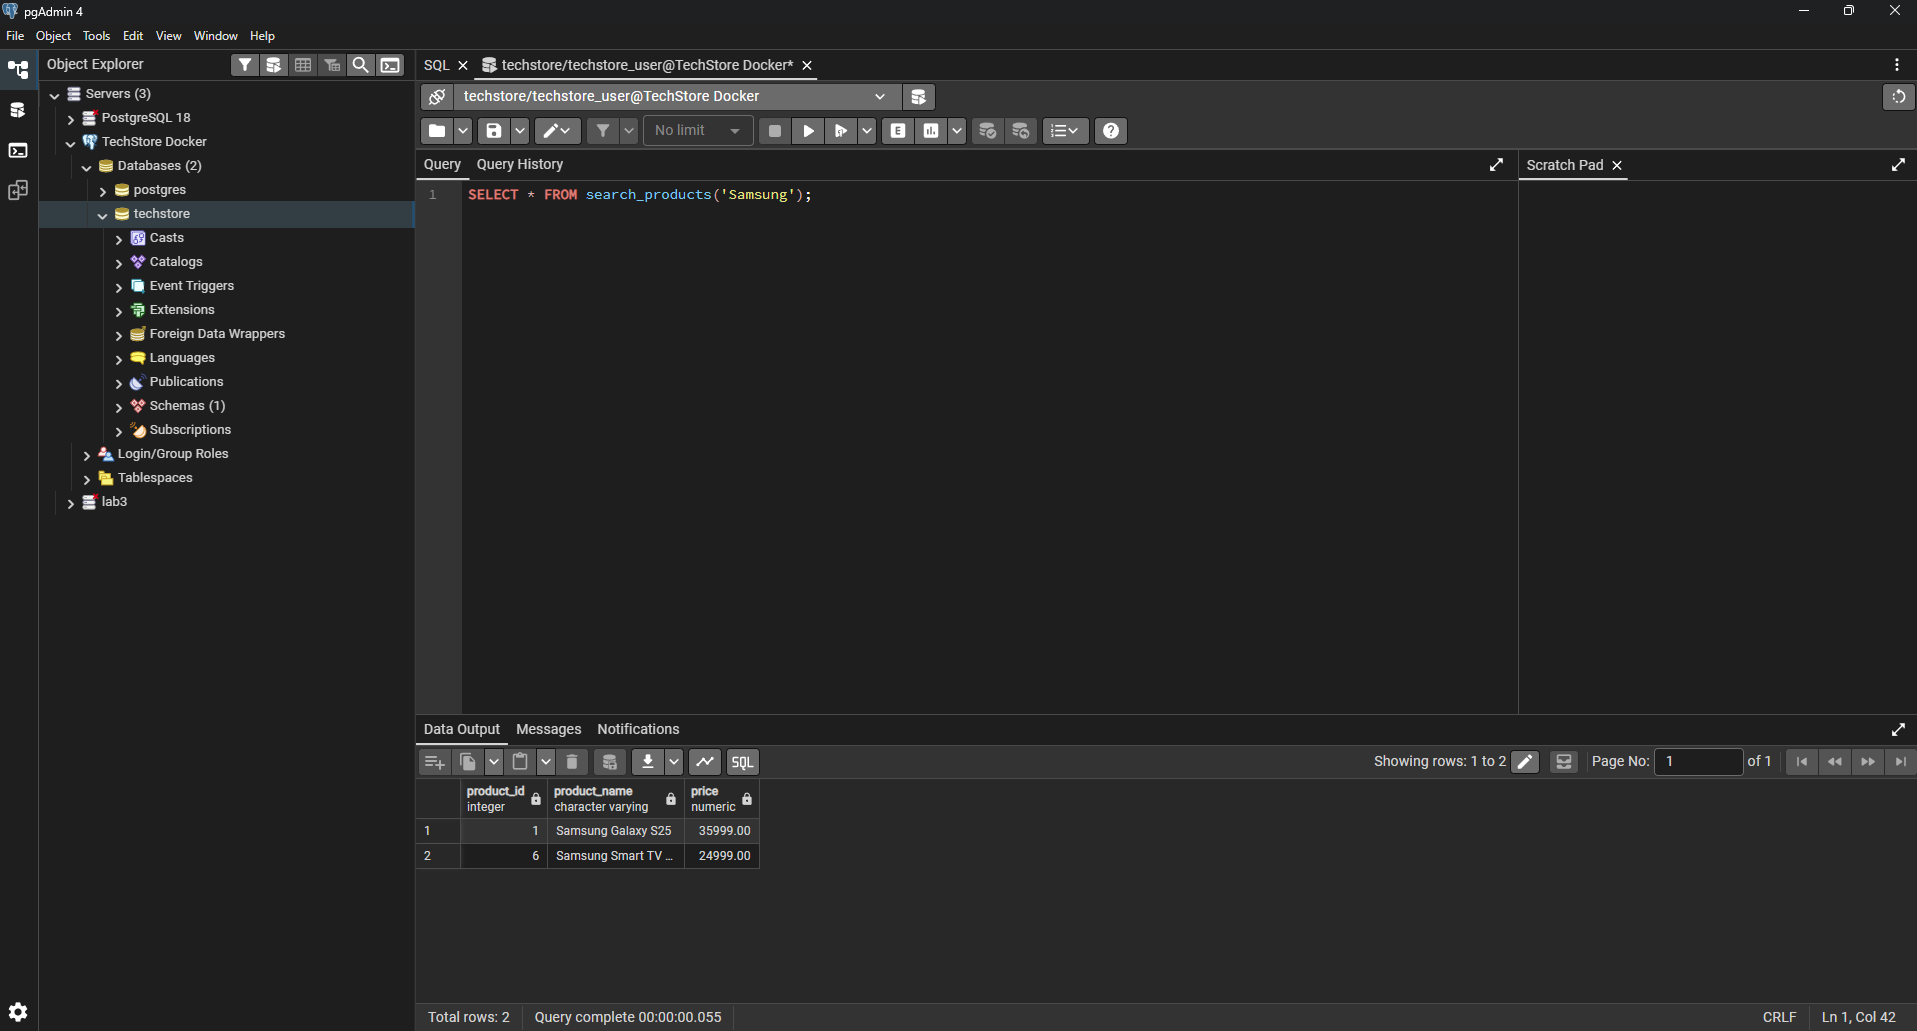 pgAdmin 4
File Object Tools Edit View Window Help
Object Explorer
Servers (3)
PostgreSQL 18
TechStore Docker
Databases (2)
postgres
techstore
Casts
Catalogs
Event Triggers
Extensions
Foreign Data Wrappers
Languages
Publications
Schemas (1)
Subscriptions
Login/Group Roles
Tablespaces
lab3
SQL techstore/techstore_user@TechStore Docker*
techstore/techstore_user@TechStore Docker
No limit E
Query Query History
Scratch Pad
1 SELECT * FROM search_products('Samsung');
Data Output Messages Notifications
SQL Showing rows: 1 to 2 Page No: 1 of 1
product_id product_name price
integer character varying numeric
1 1 Samsung Galaxy S25 35999.00
2 6 Samsung Smart TV ... 24999.00
Total rows: 2 Query complete 00:00:00.055 CRLF Ln 1, Col 42